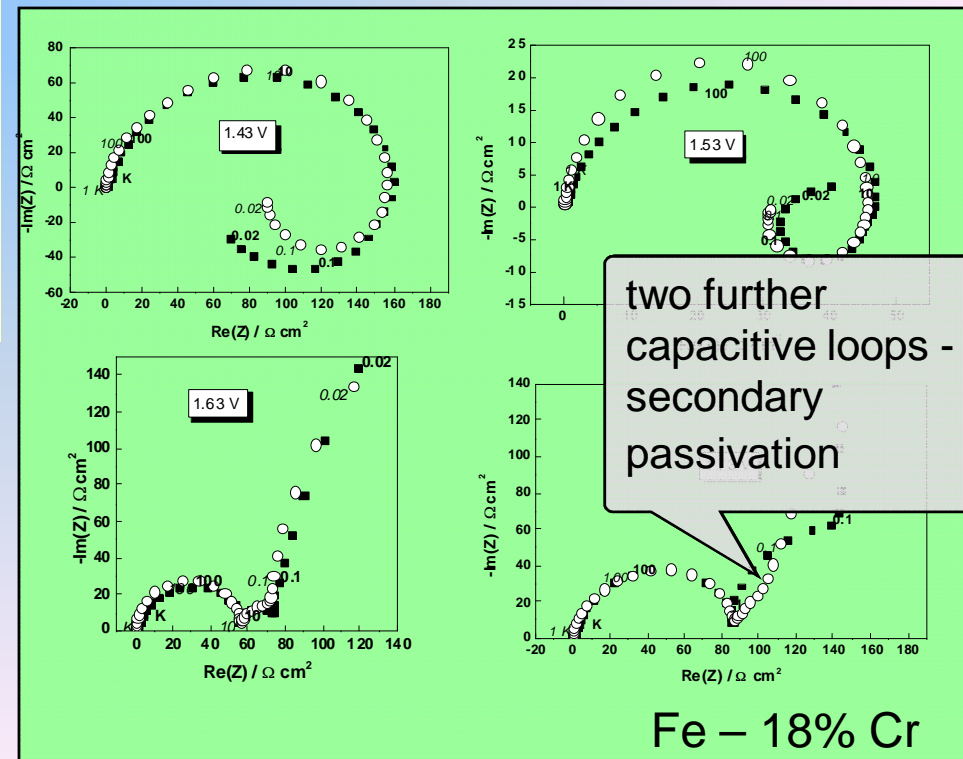 80
60
40
20
0
-20
-40
-60
-Im(Z) / Ω cm²
0 20 40 60 80 100 120 140 160 180
Re(Z) / Ω cm²
1.43 V
10
100
100
K
1 K
0.02
0.02
0.1
0.1
25
20
15
10
5
0
-5
-10
-15
-Im(Z) / Ω cm²
0
1.53 V
100
100
1 K
10
0.02
0.02
0.1
two further
capacitive loops -
secondary
passivation
140
120
100
80
60
40
20
0
-Im(Z) / Ω cm²
0 20 40 60 80 100 120 140
Re(Z) / Ω cm²
1.63 V
0.02
0.02
0.1
0.1
100
10
10
K
K
140
120
100
80
60
40
20
0
-Im(Z) / Ω cm²
-20 0 20 40 60 80 100 120 140 160 180
Re(Z) / Ω cm²
0.1
0.1
100
100
1 K
K
Fe – 18% Cr